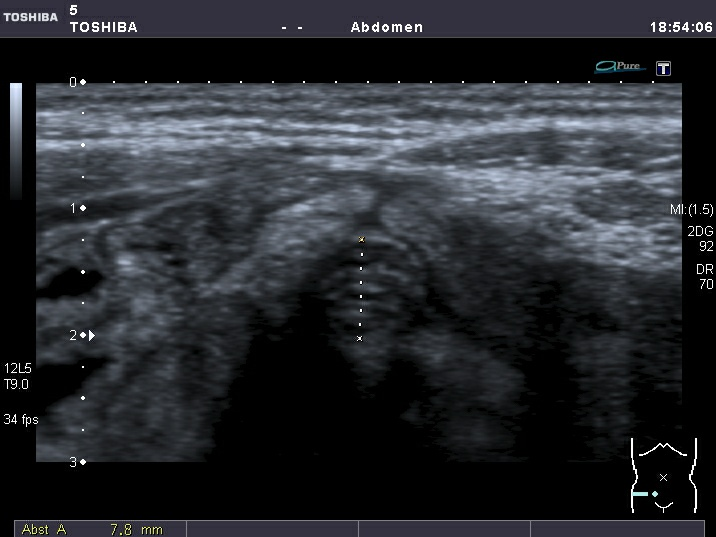 TOSHIBA
5
TOSHIBA - - Abdomen 18:54:06
aPure T
0
1
MI:(1.5)
2DG
92
DR
70
2
12L5
T9.0
34 fps
3
Abst A 7.8 mm